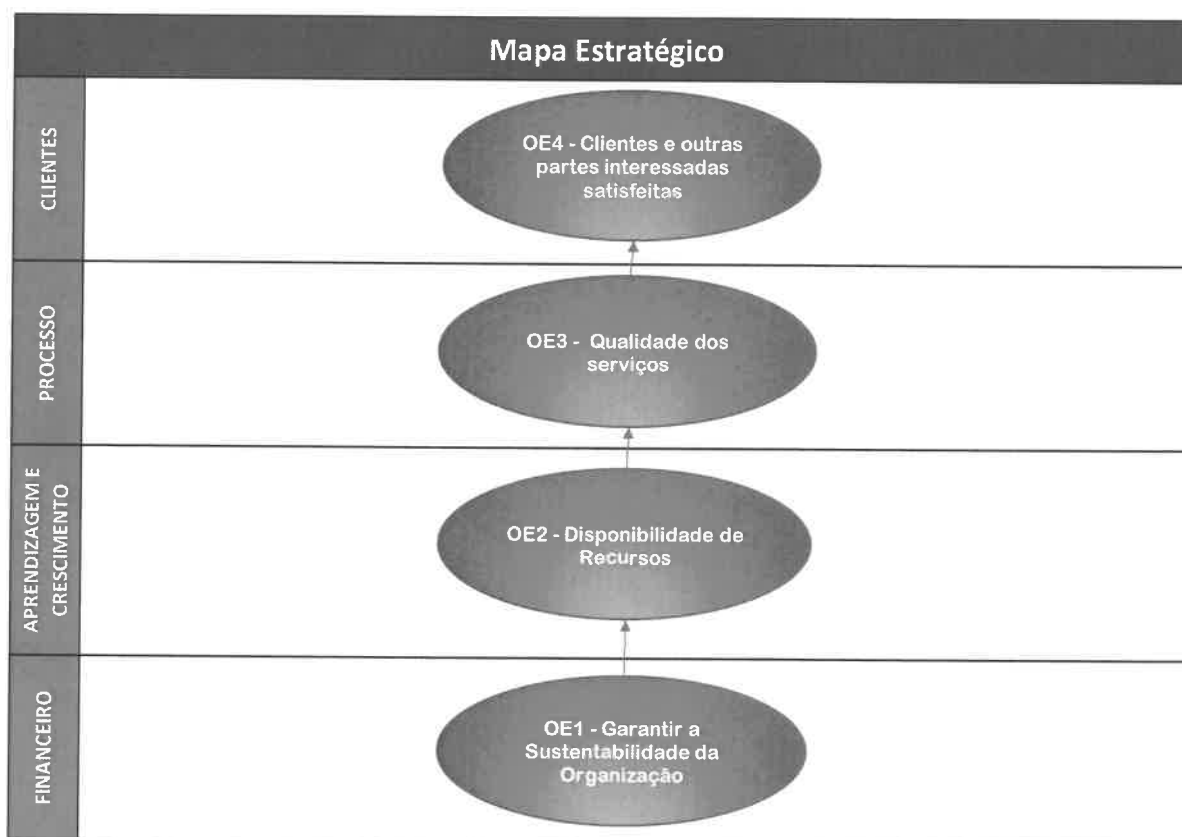 Mapa Estratégico
CLIENTES
OE4 - Clientes e outras
partes interessadas
satisfeitas
PROCESSO
OE3 - Qualidade dos
serviços
APRENDIZAGEM E
CRESCIMENTO
OE2 - Disponibilidade de
Recursos
FINANCEIRO
OE1 - Garantir a
Sustentabilidade da
Organização